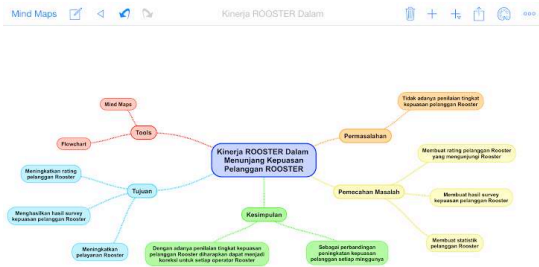 Mind Maps
Kinerja ROOSTER Dalam
Mind Maps
Flowchart
Tools
Tidak adanya penilaian tingkat
kepuasan pelanggan Rooster
Permasalahan
Kinerja ROOSTER Dalam
Menunjang Kepuasan
Pelanggan ROOSTER
Meningkatkan rating
pelanggan Rooster
Menghasilkan hasil survey
kepuasan pelanggan Rooster
Meningkatkan
pelayanan Rooster
Tujuan
Membuat rating pelanggan Rooster
yang mengunjungi Rooster
Pemecahan Masalah
Membuat hasil survey
kepuasan pelanggan Rooster
Membuat statistik
pelanggan Rooster
Kesimpulan
Dengan adanya penilaian tingkat kepuasan
pelanggan Rooster diharapkan dapat menjadi
koreksi untuk setiap operator Rooster
Sebagai perbandingan
peningkatan kepuasan
pelanggan setiap minggunya